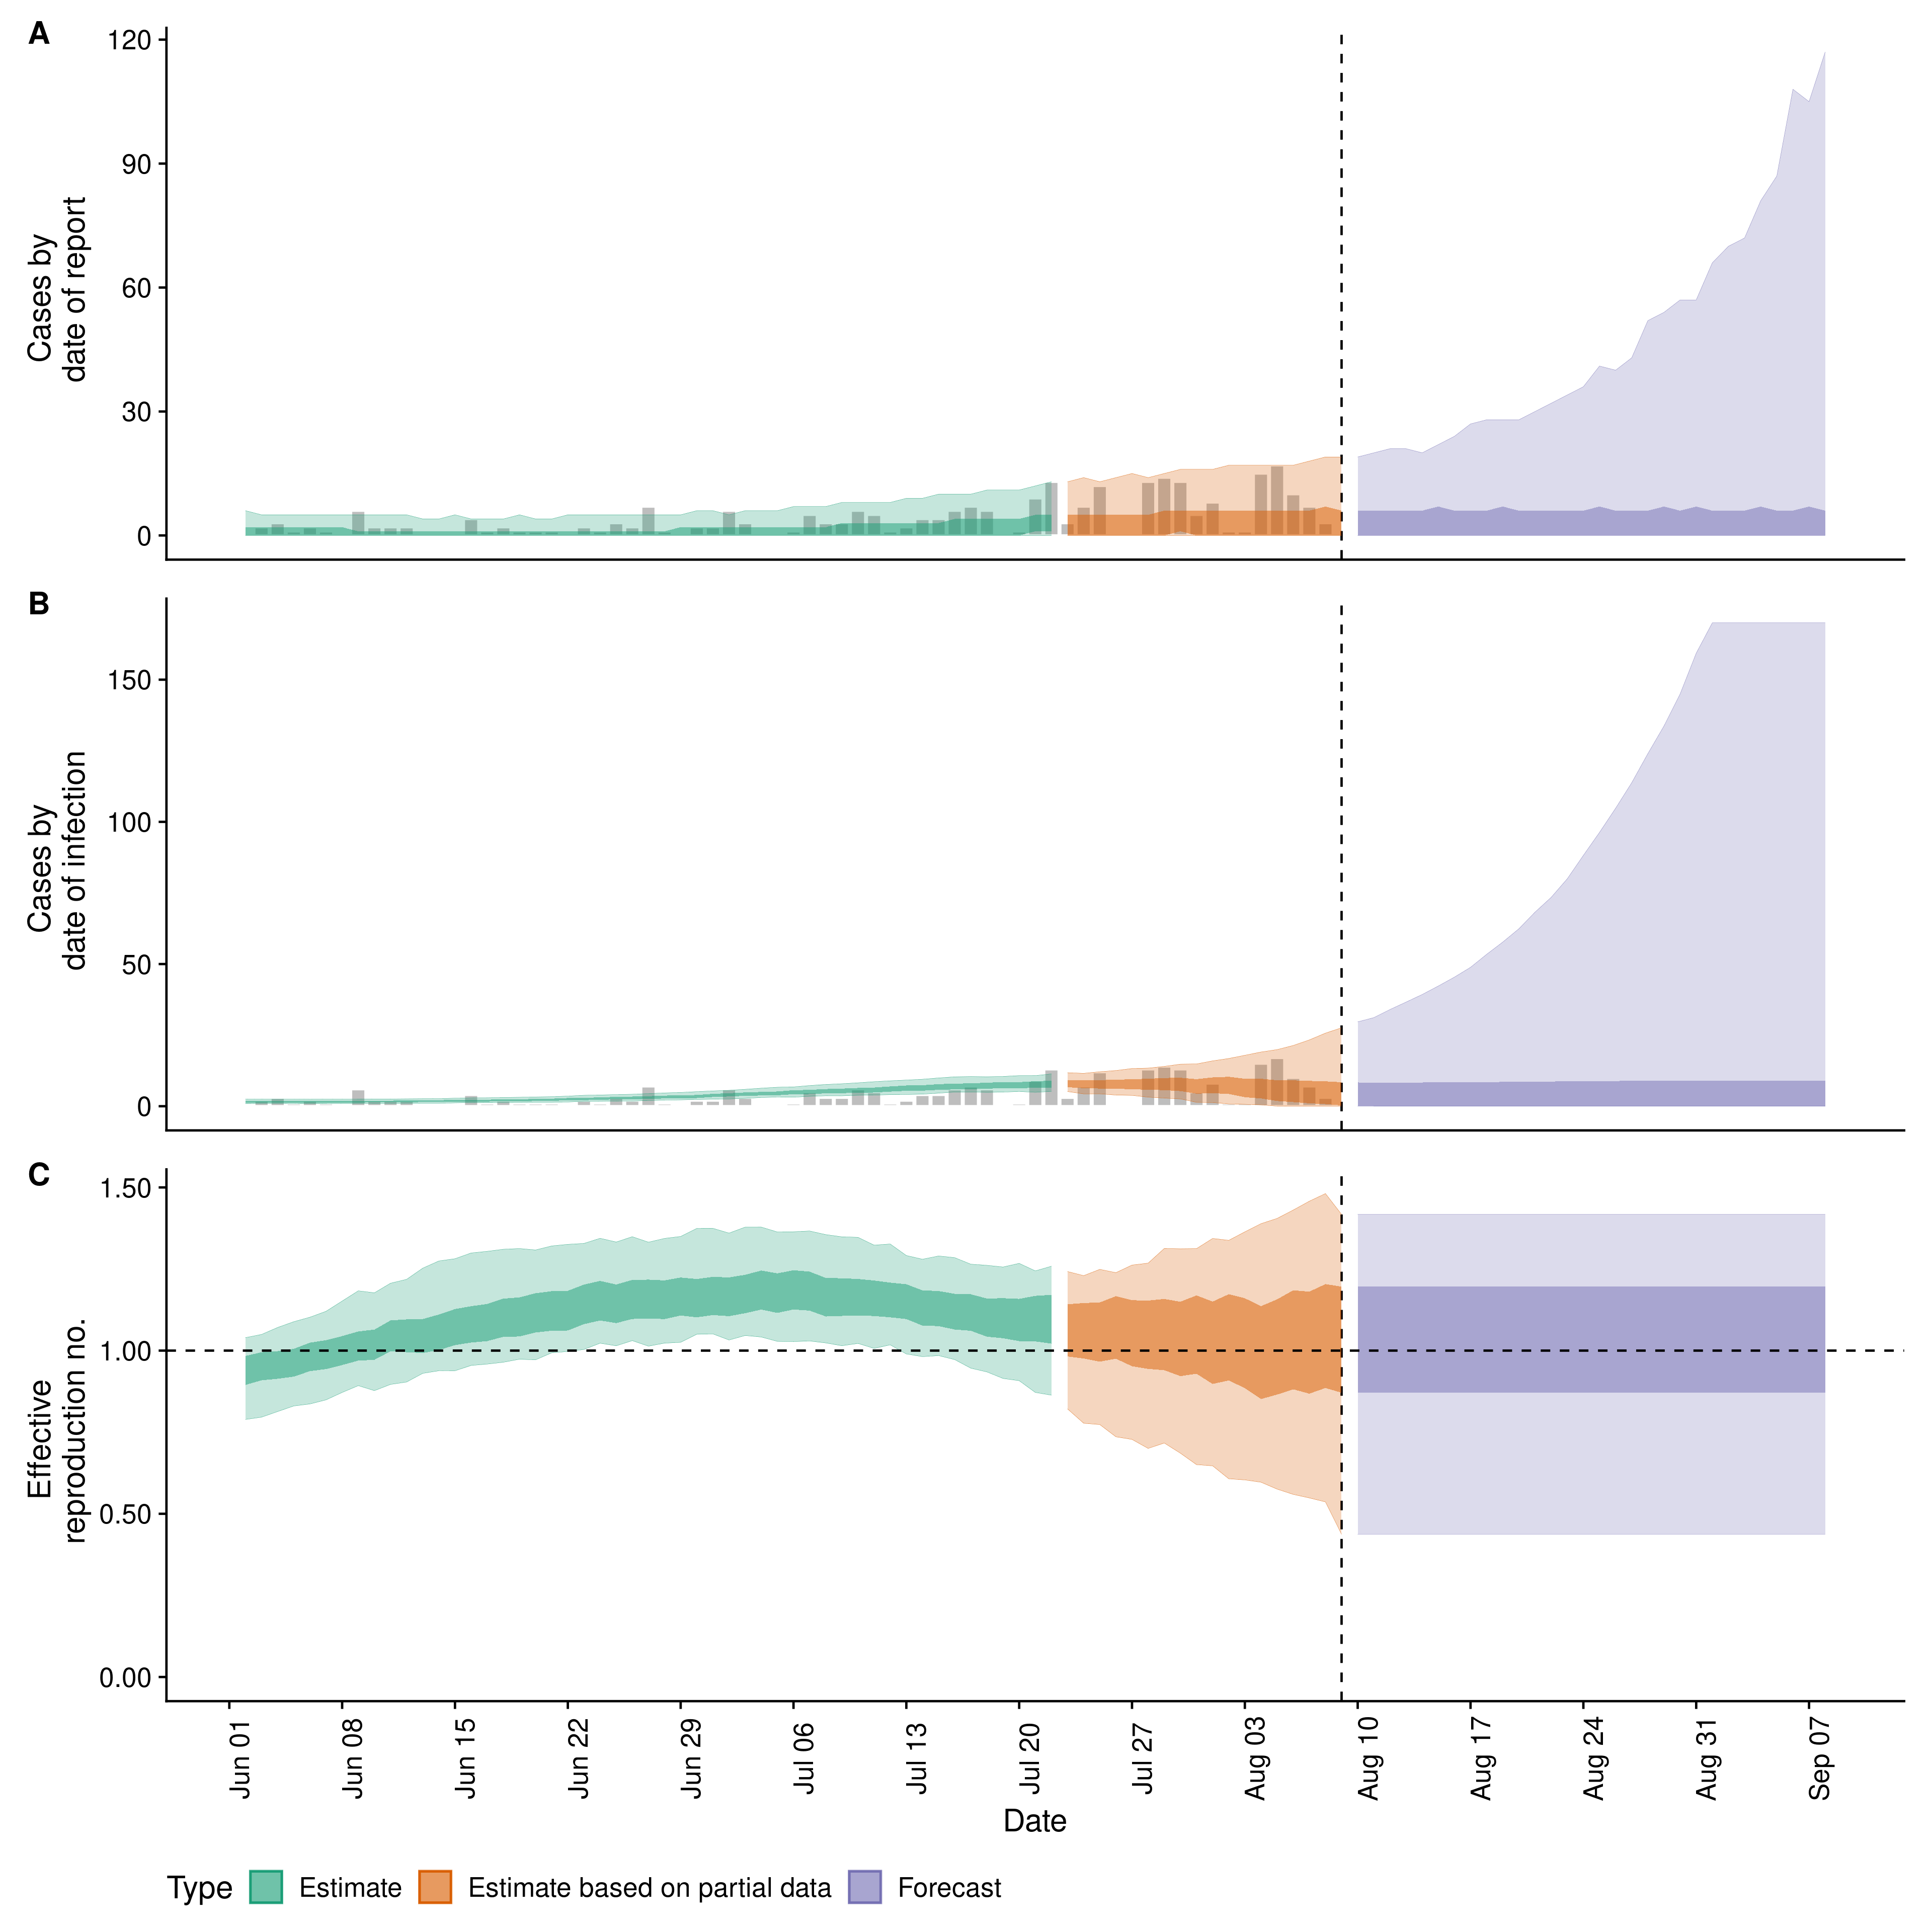 A
Cases by
date of report
120
90
60
30
0
B
Cases by
date of infection
150
100
50
0
C
Effective
reproduction no.
1.50
1.00
0.50
0.00
Jun 01
Jun 08
Jun 15
Jun 22
Jun 29
Jul 06
Jul 13
Jul 20
Jul 27
Aug 03
Aug 10
Aug 17
Aug 24
Aug 31
Sep 07
Date
Type
Estimate
Estimate based on partial data
Forecast